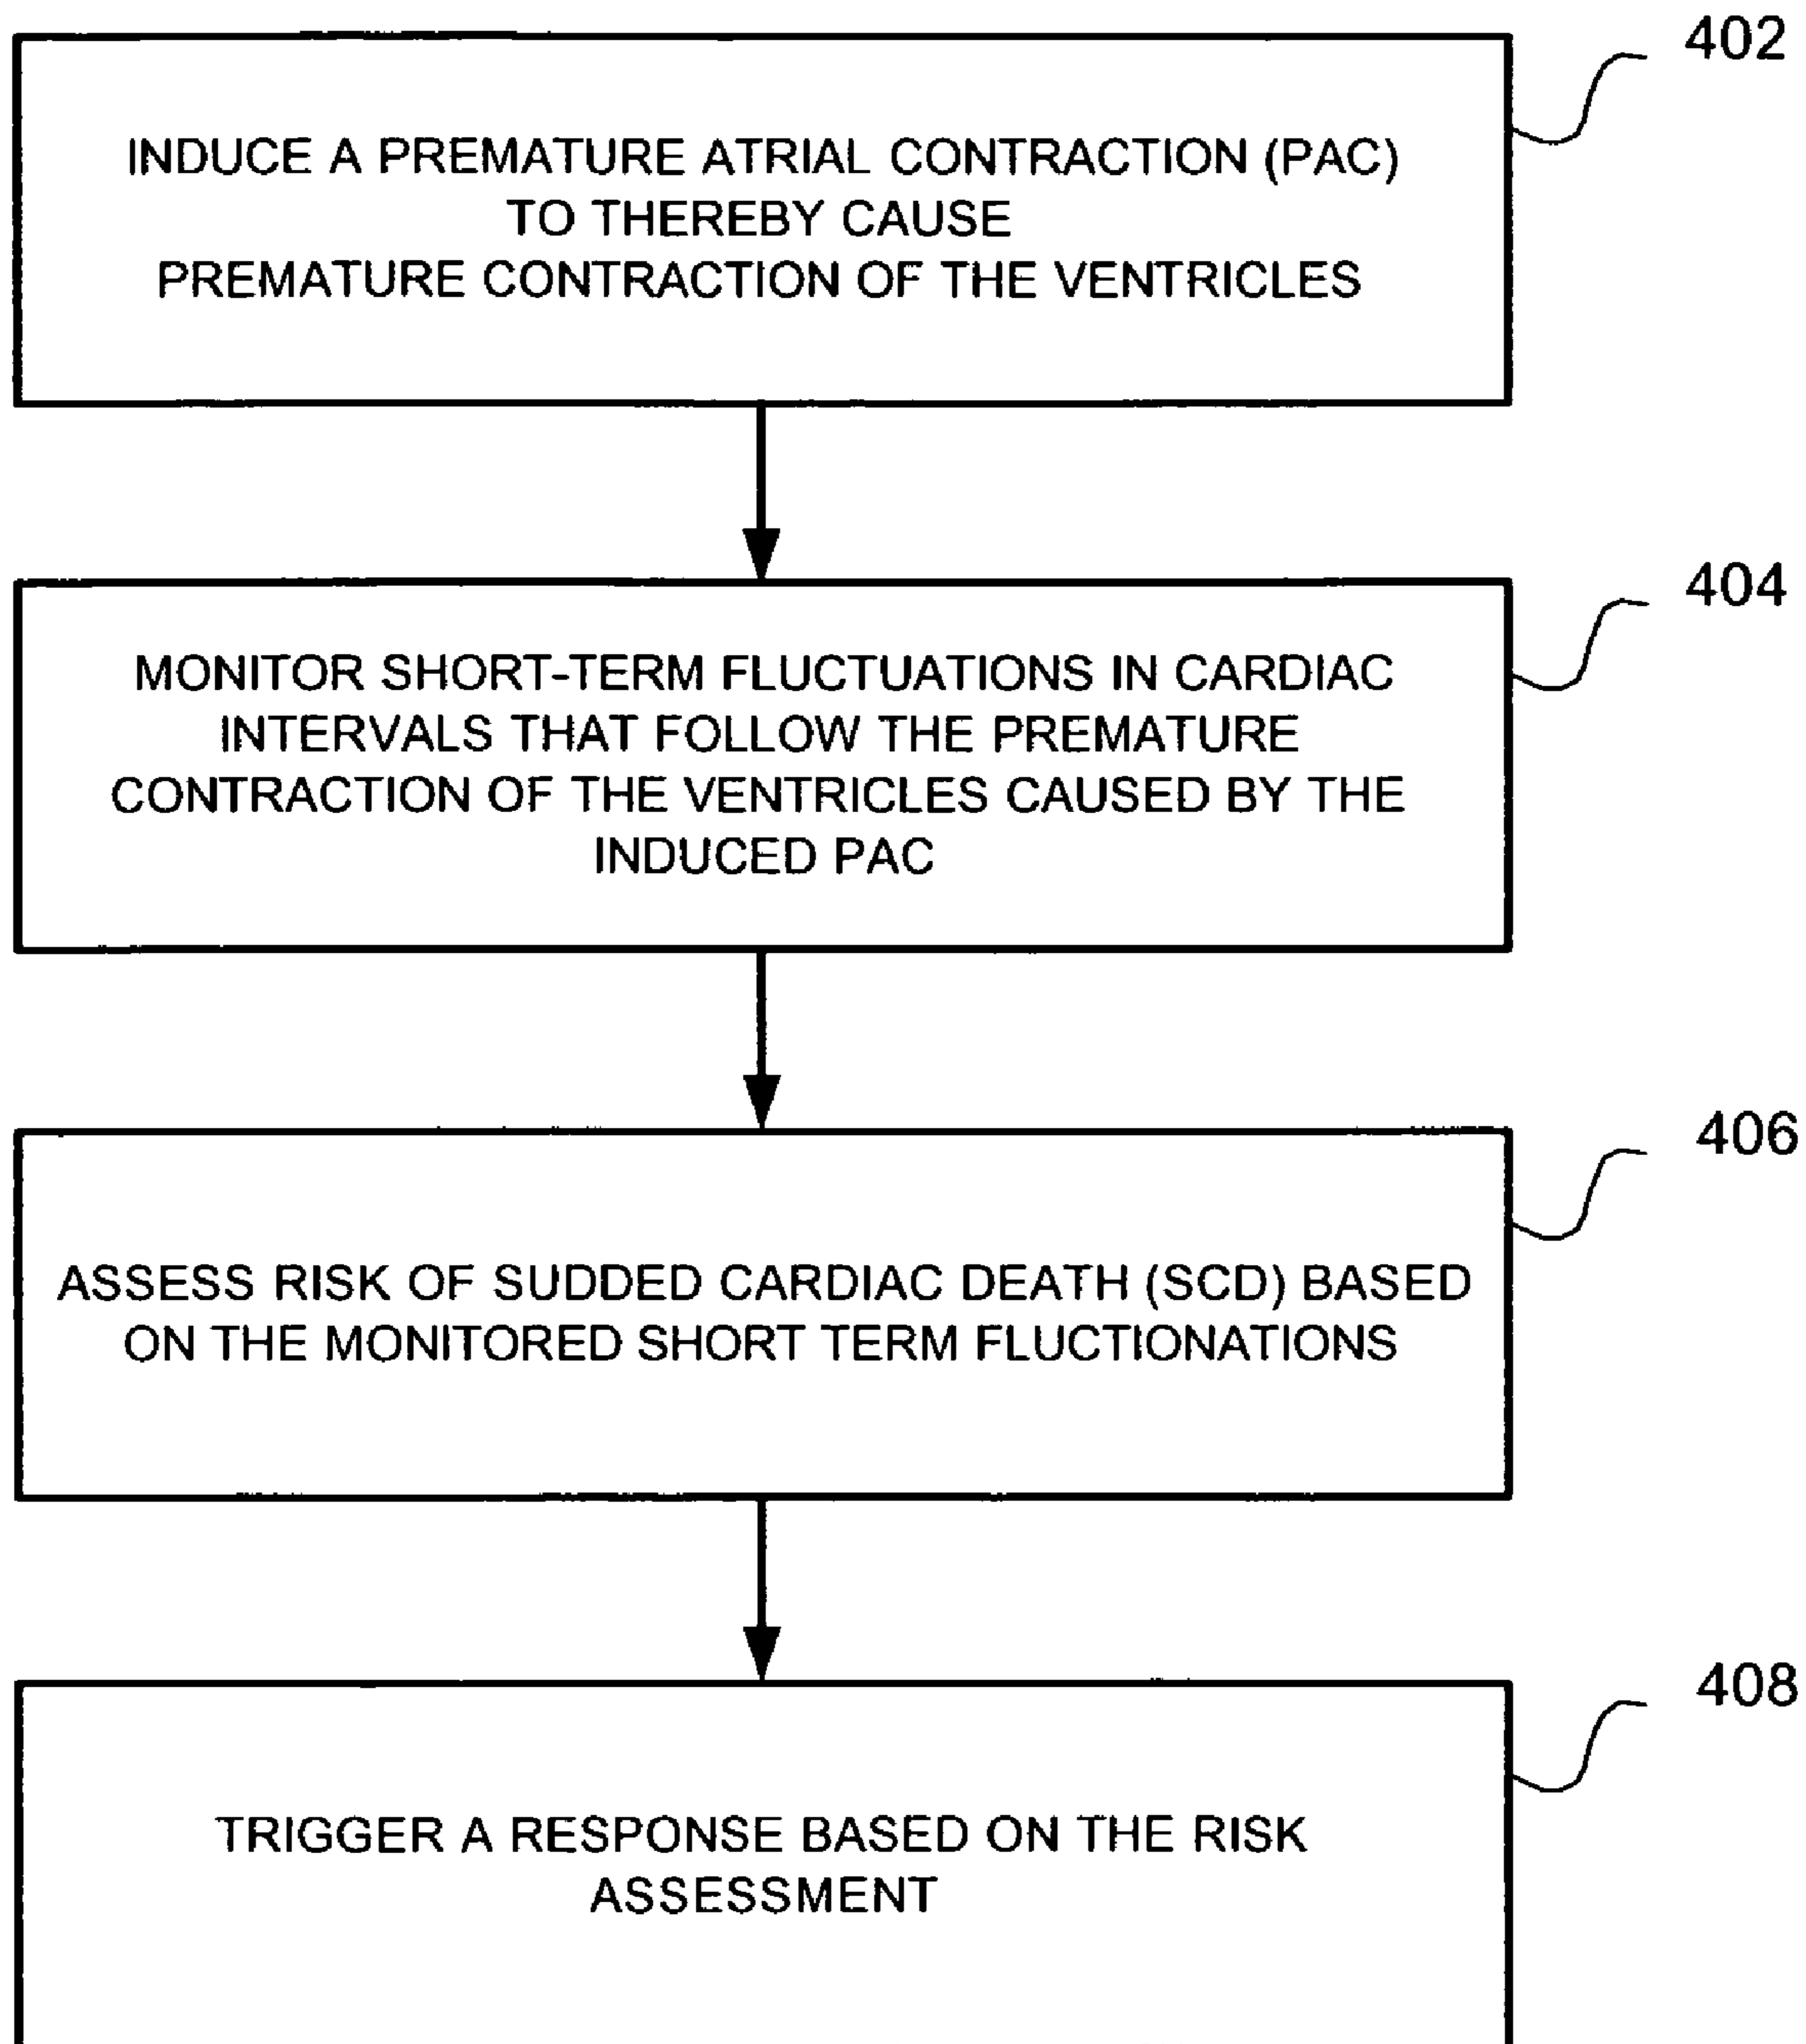 402
INDUCE A PREMATURE ATRIAL CONTRACTION (PAC)
TO THEREBY CAUSE
PREMATURE CONTRACTION OF THE VENTRICLES
404
MONITOR SHORT-TERM FLUCTUATIONS IN CARDIAC
INTERVALS THAT FOLLOW THE PREMATURE
CONTRACTION OF THE VENTRICLES CAUSED BY THE
INDUCED PAC
406
ASSESS RISK OF SUDDED CARDIAC DEATH (SCD) BASED
ON THE MONITORED SHORT TERM FLUCTIONATIONS
408
TRIGGER A RESPONSE BASED ON THE RISK
ASSESSMENT